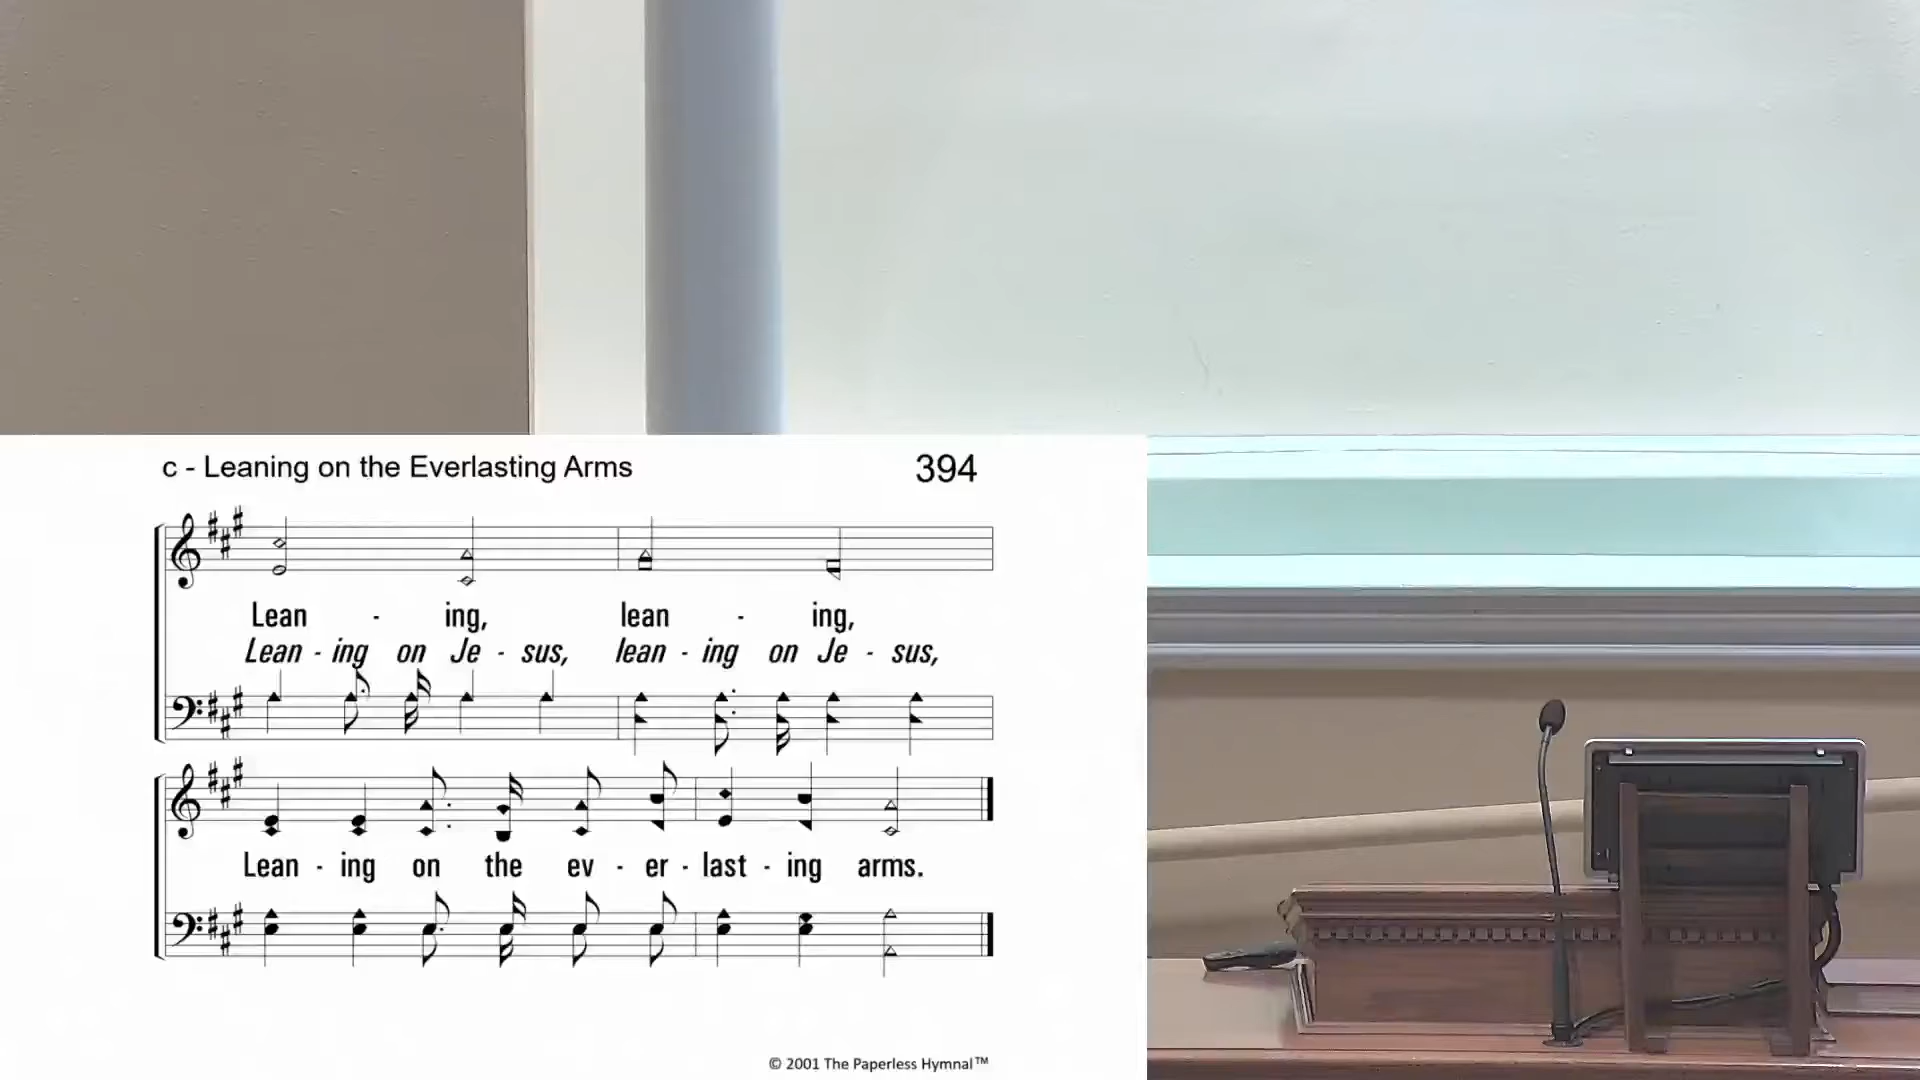 c - Leaning on the Everlasting Arms 394
Lean - ing, lean - ing,
Lean - ing on Je - sus, lean - ing on Je - sus,
Lean - ing on the ev - er - last - ing arms.
© 2001 The Paperless Hymnal™